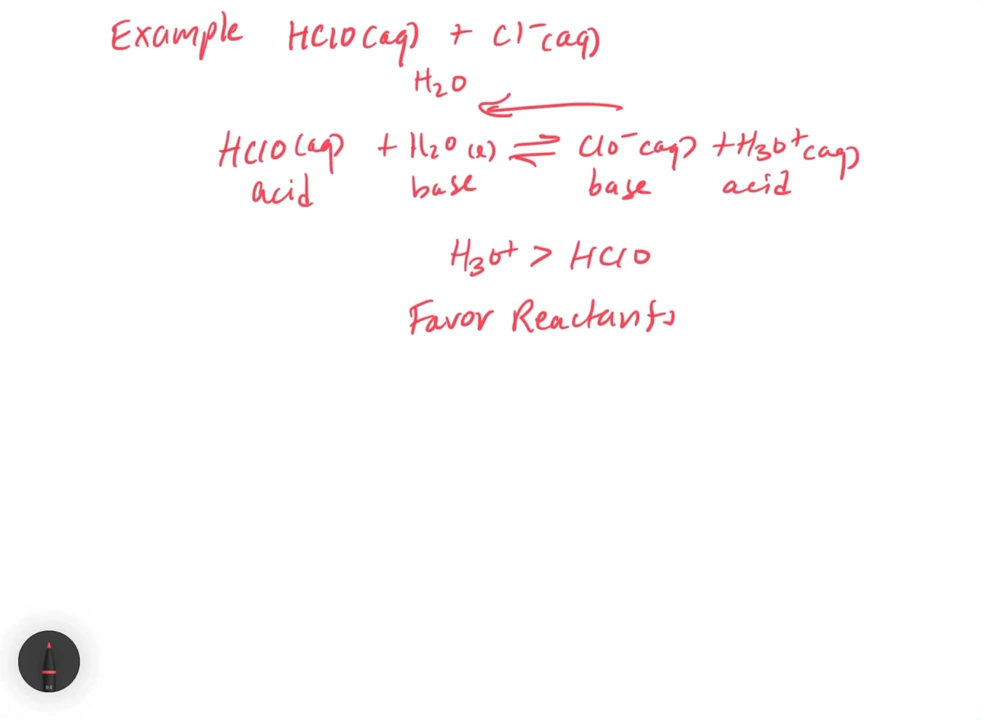 Example HClO(aq) + Cl⁻(aq)
H₂O
HClO(aq) + H₂O(l) ⇌ ClO⁻(aq) + H₃O⁺(aq)
acid base base acid
H₃O⁺ > HClO
Favor Reactants